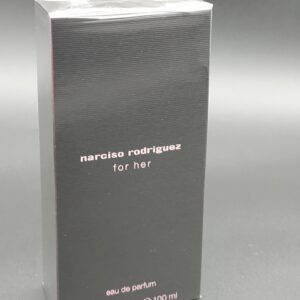 narciso rodriguez
for her
eau de parfum
℮ 100 ml